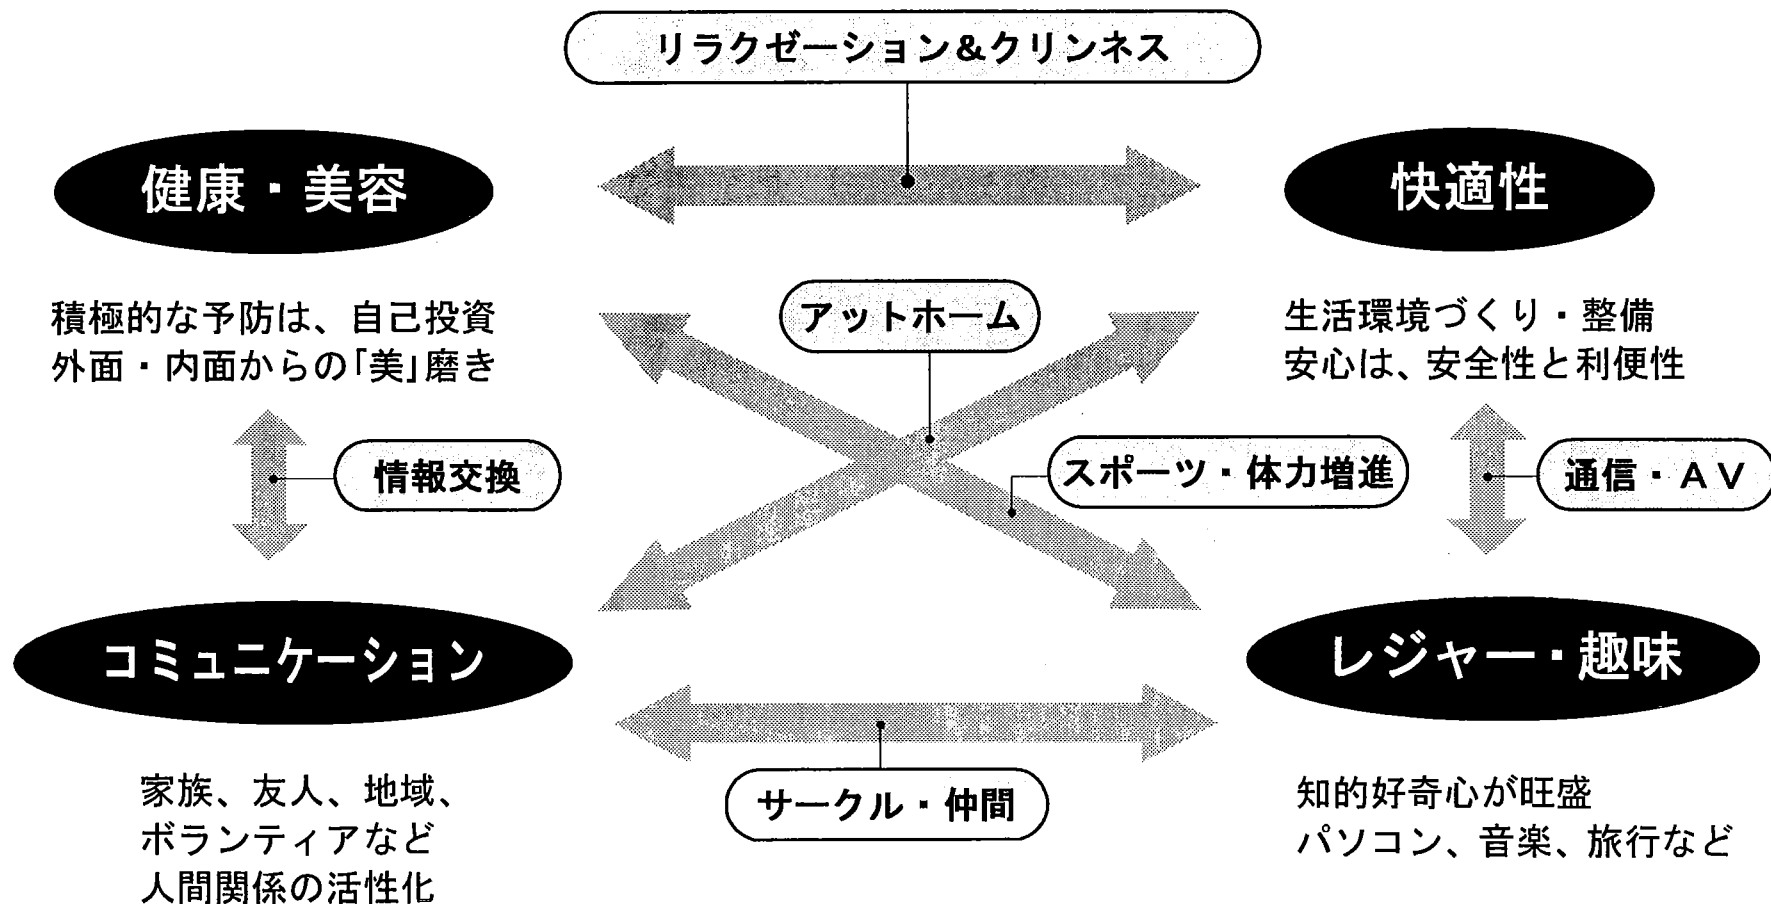 リラクゼーション&クリンネス
健康・美容
快適性
積極的な予防は、自己投資
外面・内面からの「美」磨き
アットホーム
生活環境づくり・整備
安心は、安全性と利便性
情報交換
スポーツ・体力増進
通信・AV
コミュニケーション
レジャー・趣味
家族、友人、地域、
ボランティアなど
人間関係の活性化
サークル・仲間
知的好奇心が旺盛
パソコン、音楽、旅行など